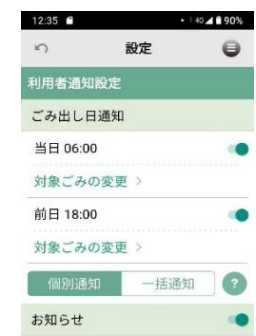 12:35 4G 90%
設定
利用者通知設定
ごみ出し日通知
当日 06:00
対象ごみの変更 >
前日 18:00
対象ごみの変更 >
個別通知 一括通知 ?
お知らせ